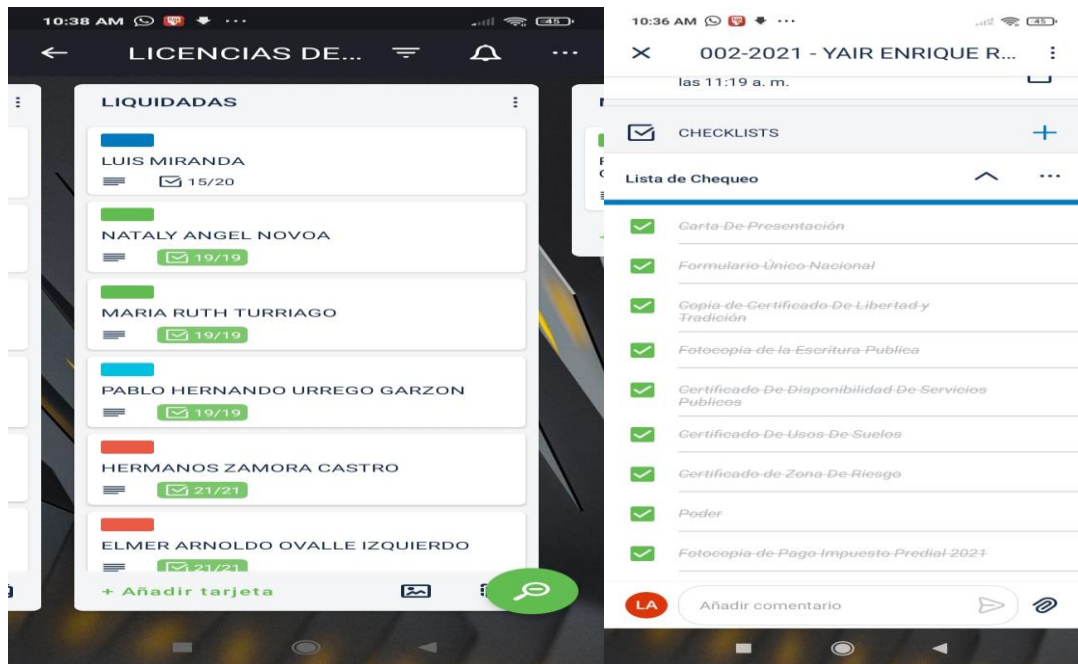 10:38 AM ...
LICENCIAS DE...
LIQUIDADAS
LUIS MIRANDA
15/20
NATALY ANGEL NOVOA
19/19
MARIA RUTH TURRIAGO
19/19
PABLO HERNANDO URREGO GARZON
19/19
HERMANOS ZAMORA CASTRO
21/21
ELMER ARNOLDO OVALLE IZQUIERDO
21/21
+ Añadir tarjeta
45
10:36 AM ...
45
002-2021 - YAIR ENRIQUE R...
las 11:19 a. m.
CHECKLISTS
Lista de Chequeo
Carta De Presentación
Formulario Único Nacional
Copia de Certificado De Libertad y
Tradición
Fotocopia de la Escritura Publica
Certificado De Disponibilidad De Servicios
Publicos
Certificado De Usos De Suelos
Certificado de Zona De Riesgo
Poder
Fotocopia de Pago Impuesto Predial 2021
LA
Añadir comentario